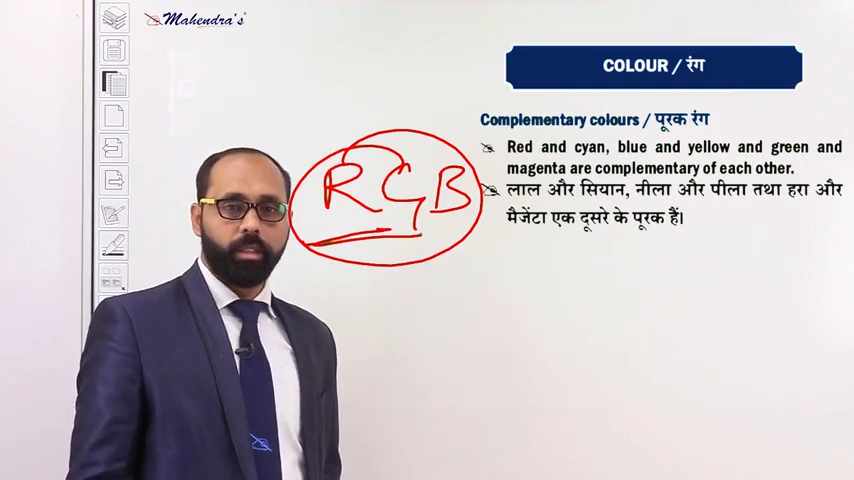 Mahendra's
COLOUR / रंग
Complementary colours / पूरक रंग
Red and cyan, blue and yellow and green and
magenta are complementary of each other.
लाल और सियान, नीला और पीला तथा हरा और
मैजेंटा एक दूसरे के पूरक हैं।
RGB